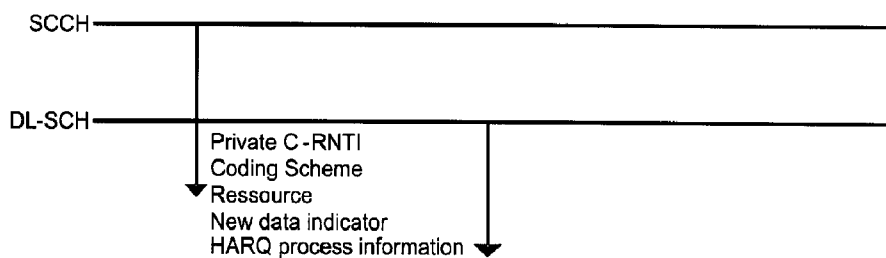 SCCH
DL-SCH
Private C-RNTI
Coding Scheme
Ressource
New data indicator
HARQ process information